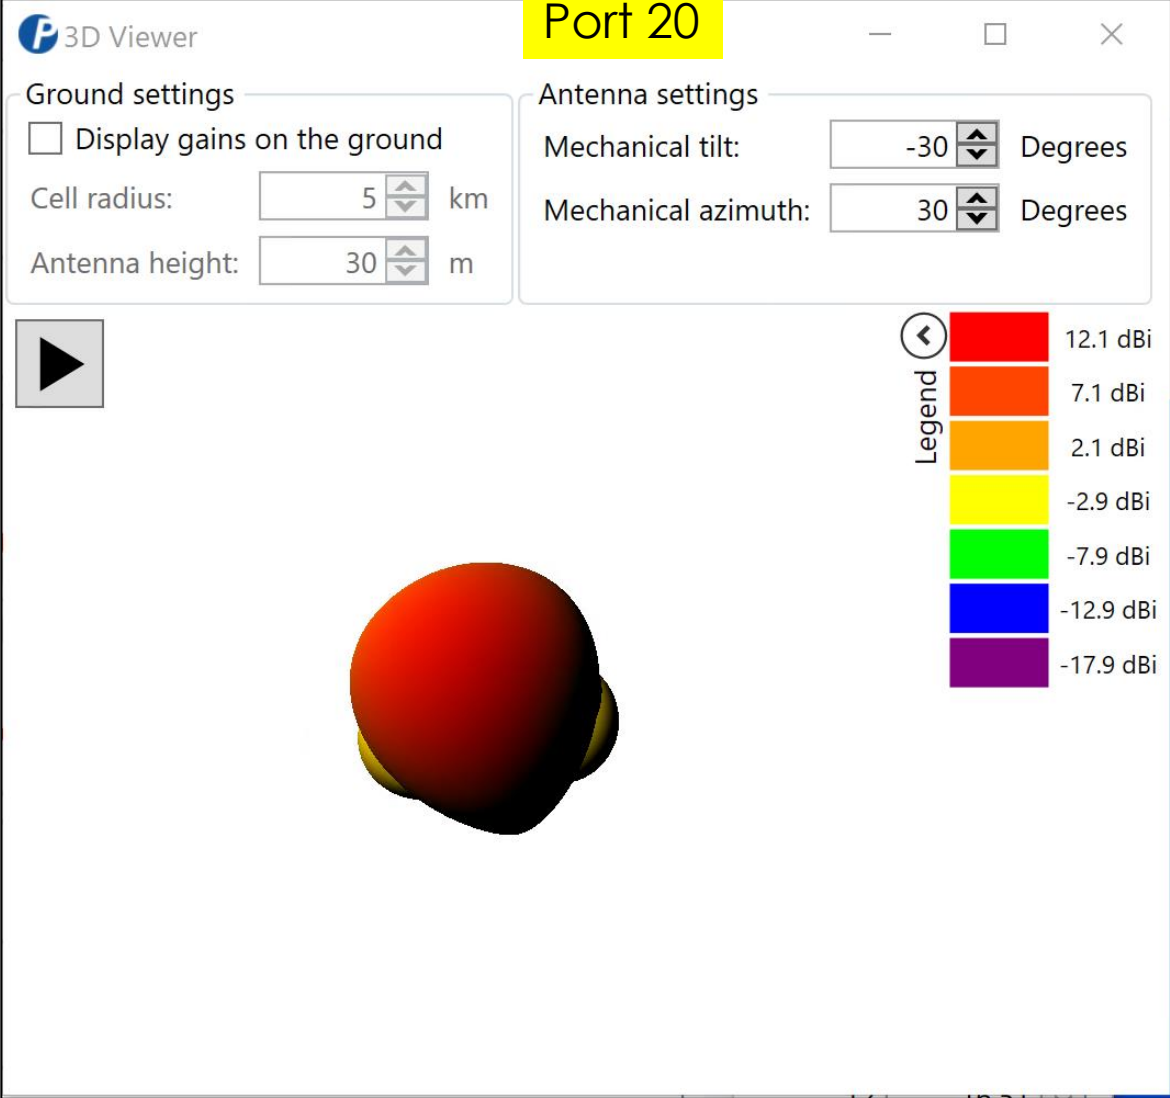 Port 20
3D Viewer
Ground settings
Display gains on the ground
Cell radius: 5 km
Antenna height: 30 m
Antenna settings
Mechanical tilt: -30 Degrees
Mechanical azimuth: 30 Degrees
Legend
12.1 dBi
7.1 dBi
2.1 dBi
-2.9 dBi
-7.9 dBi
-12.9 dBi
-17.9 dBi